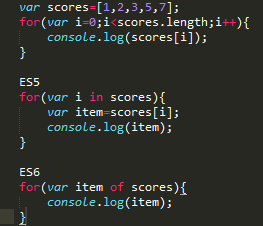 var scores=[1,2,3,5,7];
for(var i=0;i<scores.length;i++){
    console.log(scores[i]);
}

ES5
for(var i in scores){
    var item=scores[i];
    console.log(item);
}

ES6
for(var item of scores){
    console.log(item);
}